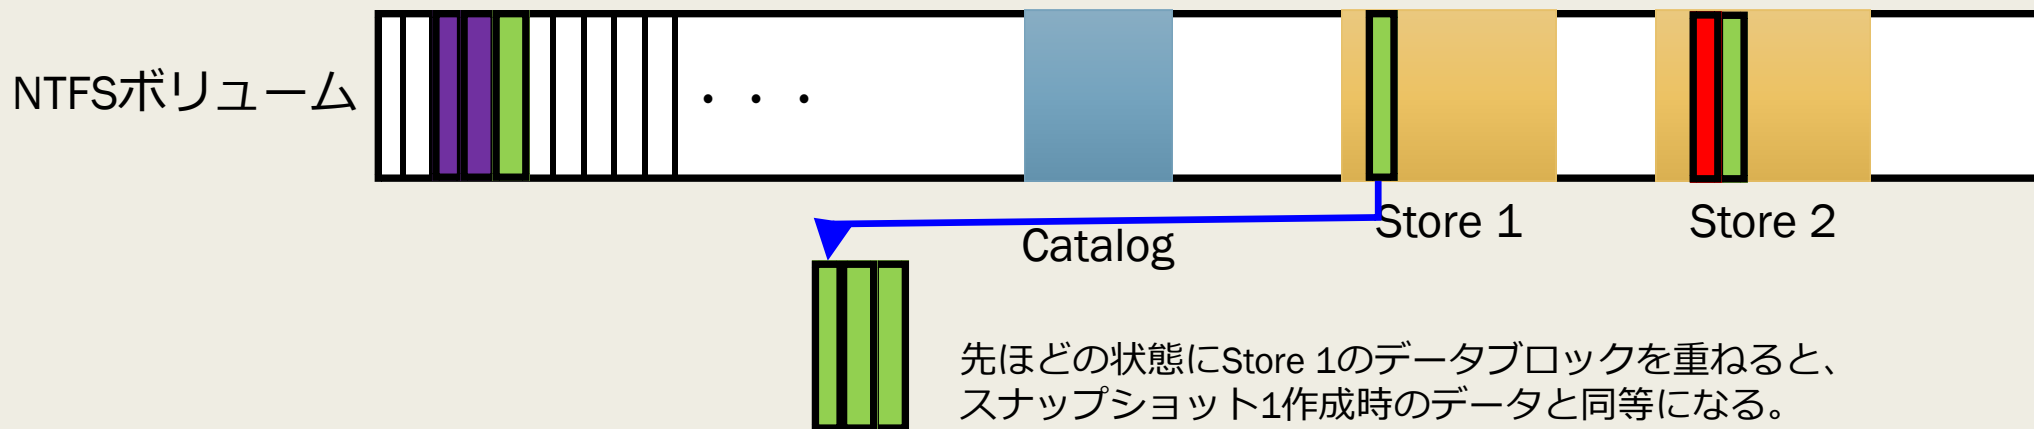 NTFSボリューム
・・・
Store 1
Store 2
Catalog
先ほどの状態にStore 1のデータブロックを重ねると、
スナップショット1作成時のデータと同等になる。